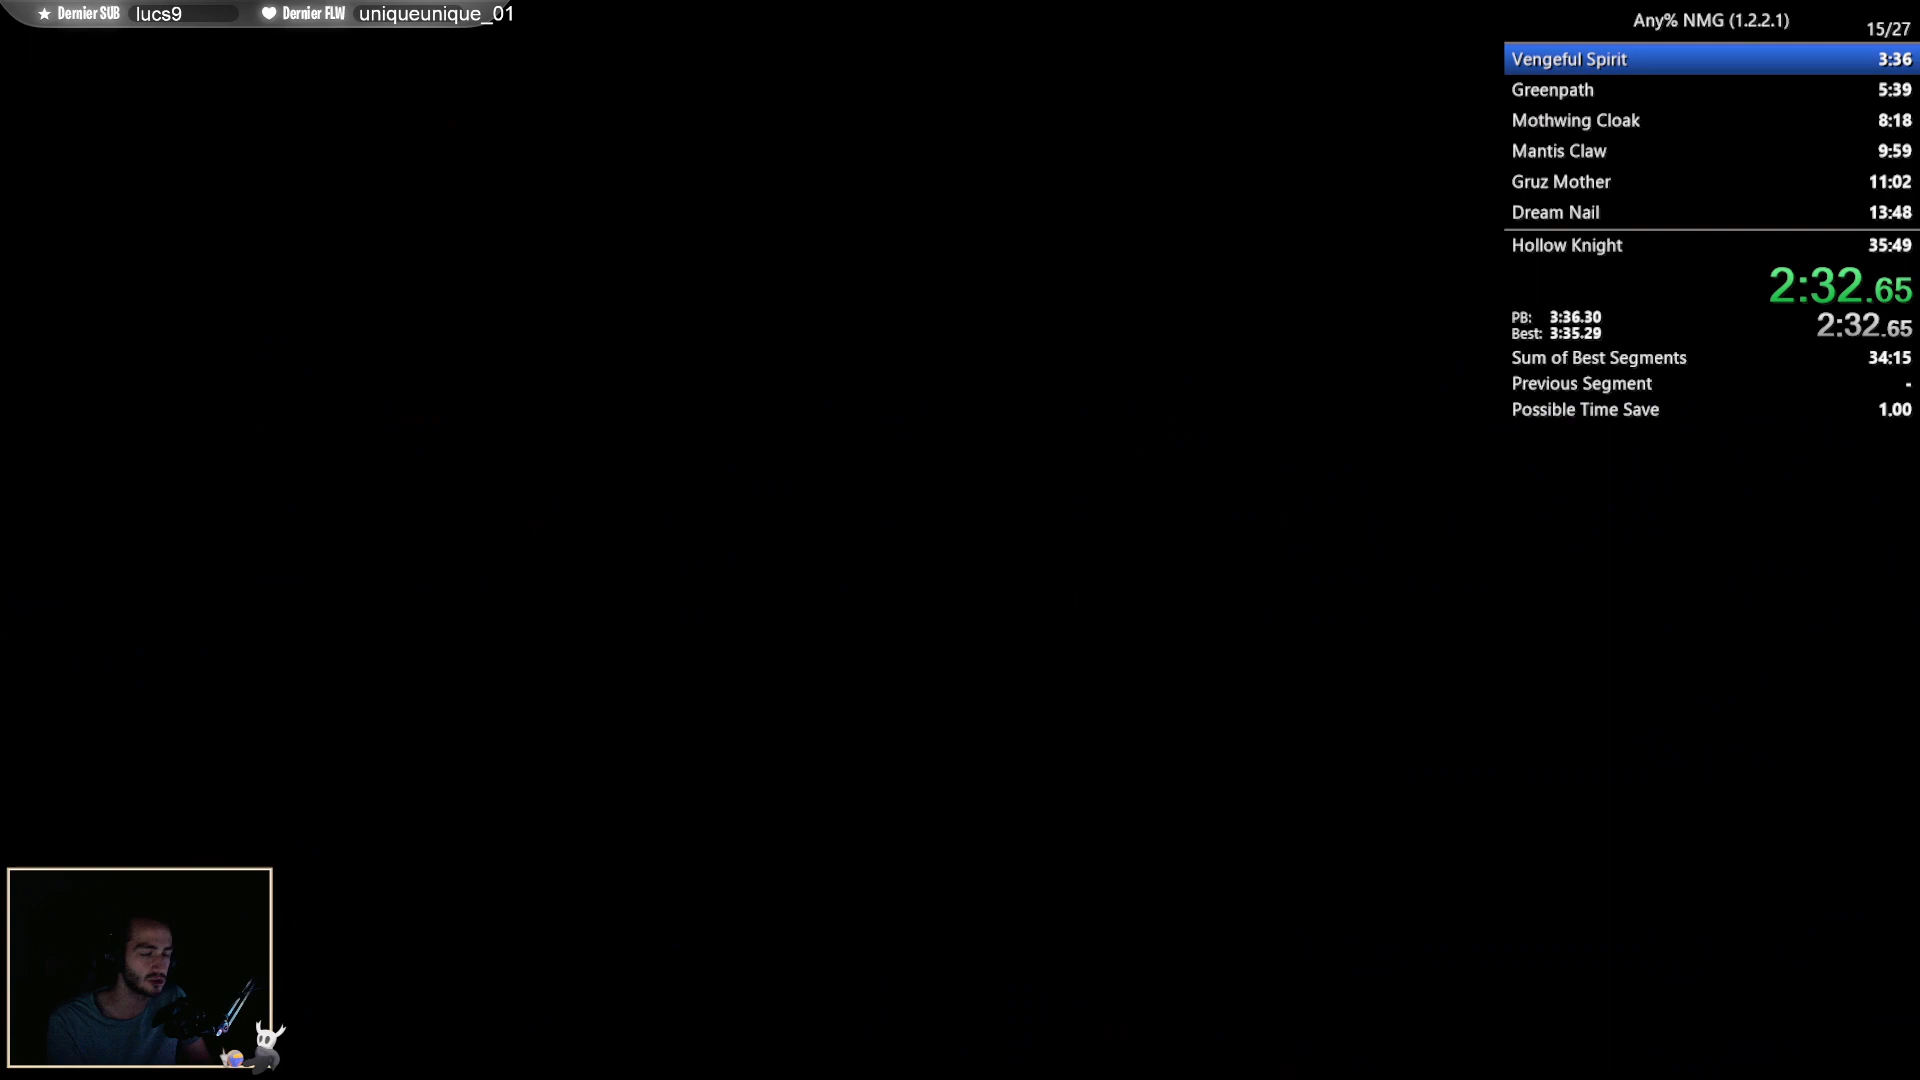 Dernier SUB lucs9 Dernier FLW uniqueunique_01
Any% NMG (1.2.2.1)
15/27
Vengeful Spirit 3:36
Greenpath 5:39
Mothwing Cloak 8:18
Mantis Claw 9:59
Gruz Mother 11:02
Dream Nail 13:48
Hollow Knight 35:49
2:32.65
PB: 3:36.30
Best: 3:35.29
2:32.65
Sum of Best Segments 34:15
Previous Segment -
Possible Time Save 1.00